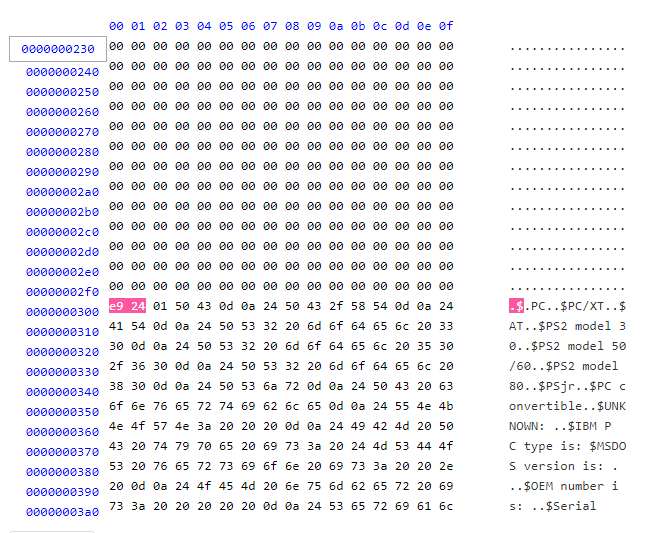 00 01 02 03 04 05 06 07 08 09 0a 0b 0c 0d 0e 0f
0000000230 00 00 00 00 00 00 00 00 00 00 00 00 00 00 00 00 ................
0000000240 00 00 00 00 00 00 00 00 00 00 00 00 00 00 00 00 ................
0000000250 00 00 00 00 00 00 00 00 00 00 00 00 00 00 00 00 ................
0000000260 00 00 00 00 00 00 00 00 00 00 00 00 00 00 00 00 ................
0000000270 00 00 00 00 00 00 00 00 00 00 00 00 00 00 00 00 ................
0000000280 00 00 00 00 00 00 00 00 00 00 00 00 00 00 00 00 ................
0000000290 00 00 00 00 00 00 00 00 00 00 00 00 00 00 00 00 ................
00000002a0 00 00 00 00 00 00 00 00 00 00 00 00 00 00 00 00 ................
00000002b0 00 00 00 00 00 00 00 00 00 00 00 00 00 00 00 00 ................
00000002c0 00 00 00 00 00 00 00 00 00 00 00 00 00 00 00 00 ................
00000002d0 00 00 00 00 00 00 00 00 00 00 00 00 00 00 00 00 ................
00000002e0 00 00 00 00 00 00 00 00 00 00 00 00 00 00 00 00 ................
00000002f0 00 00 00 00 00 00 00 00 00 00 00 00 00 00 00 00 ................
0000000300 e9 24 01 50 43 0d 0a 24 50 43 2f 58 54 0d 0a 24 .$.PC..$PC/XT..$
0000000310 41 54 0d 0a 24 50 53 32 20 6d 6f 64 65 6c 20 33 AT..$PS2 model 3
0000000320 30 0d 0a 24 50 53 32 20 6d 6f 64 65 6c 20 35 30 0..$PS2 model 50
0000000330 2f 36 30 0d 0a 24 50 53 32 20 6d 6f 64 65 6c 20 /60..$PS2 model
0000000340 38 30 0d 0a 24 50 53 6a 72 0d 0a 24 50 43 20 63 80..$PSjr..$PC c
0000000350 6f 6e 76 65 72 74 69 62 6c 65 0d 0a 24 55 4e 4b onvertible..$UNK
0000000360 4e 4f 57 4e 3a 20 20 20 0d 0a 24 49 42 4d 20 50 NOWN: ..$IBM P
0000000370 43 20 74 79 70 65 20 69 73 3a 20 24 4d 53 44 4f C type is: $MSDO
0000000380 53 20 76 65 72 73 69 6f 6e 20 69 73 3a 20 20 2e S version is: .
0000000390 20 0d 0a 24 4f 45 4d 20 6e 75 6d 62 65 72 20 69 ..$OEM number i
00000003a0 73 3a 20 20 20 20 20 0d 0a 24 53 65 72 69 61 6c s: ..$Serial